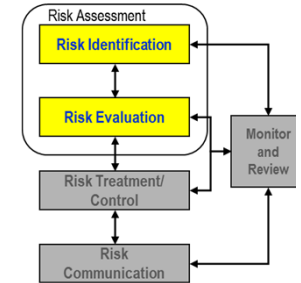 Risk Assessment
Risk Identification
Risk Evaluation
Monitor
and
Review
Risk Treatment/
Control
Risk
Communication